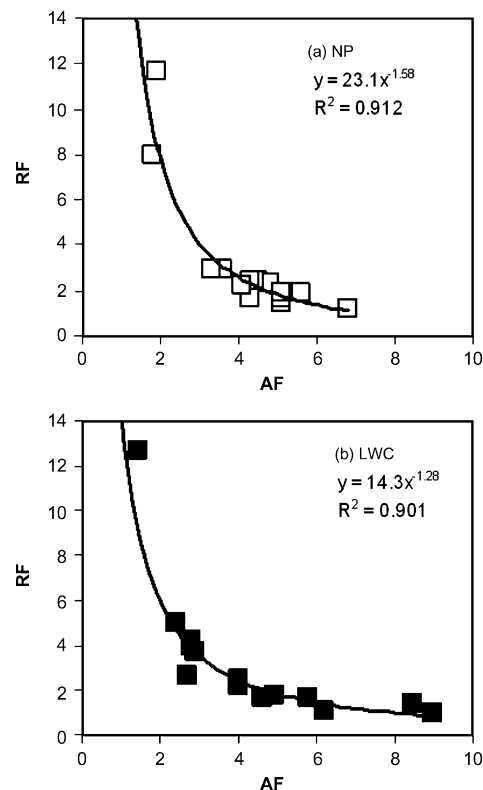 14
12
10
8
6
4
2
0
RF
(a) NP
y = 23.1x^-1.58
R² = 0.912
0 2 4 6 8 10
AF
14
12
10
8
6
4
2
0
RF
(b) LWC
y = 14.3x^-1.28
R² = 0.901
0 2 4 6 8 10
AF